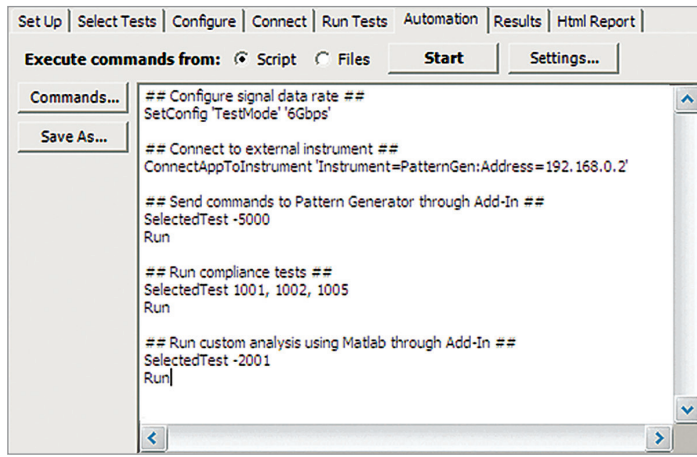 Set Up Select Tests Configure Connect Run Tests Automation Results Html Report
Execute commands from: Script Files Start Settings...
Commands...
Save As...
## Configure signal data rate ##
SetConfig 'TestMode' '6Gbps'
## Connect to external instrument ##
ConnectAppToInstrument 'Instrument=PatternGen:Address=192.168.0.2'
## Send commands to Pattern Generator through Add-In ##
SelectedTest -5000
Run
## Run compliance tests ##
SelectedTest 1001, 1002, 1005
Run
## Run custom analysis using Matlab through Add-In ##
SelectedTest -2001
Run